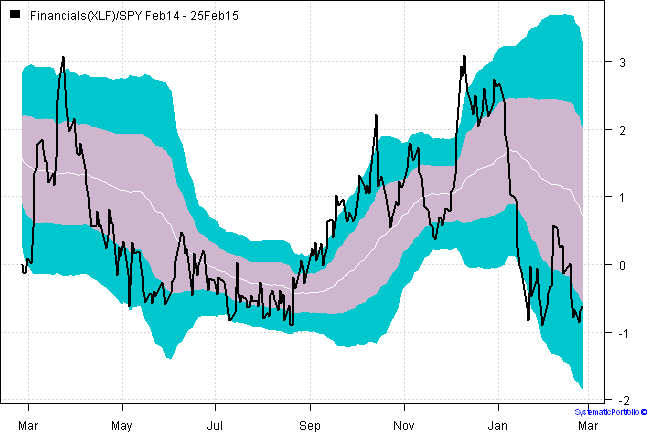 Financials(XLF)/SPY Feb14 - 25Feb15
3
2
1
0
-1
-2
SystematicPortfolio ©
Mar May Jul Sep Nov Jan Mar